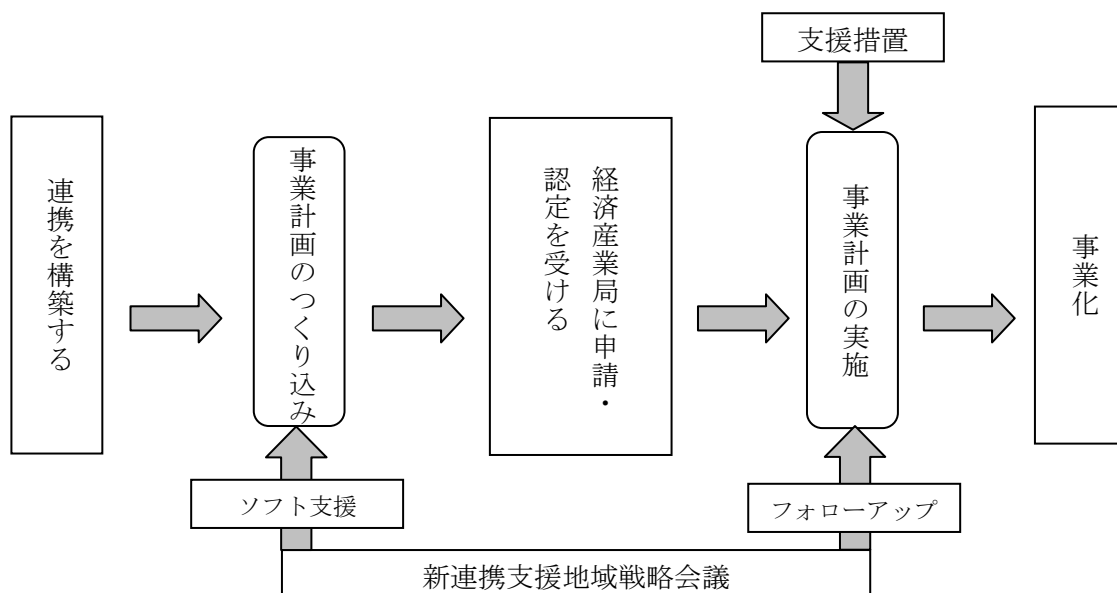 支援措置
連携を構築する
事業計画のつくり込み
経済産業局に申請・
認定を受ける
事業計画の実施
事業化
ソフト支援
フォローアップ
新連携支援地域戦略会議